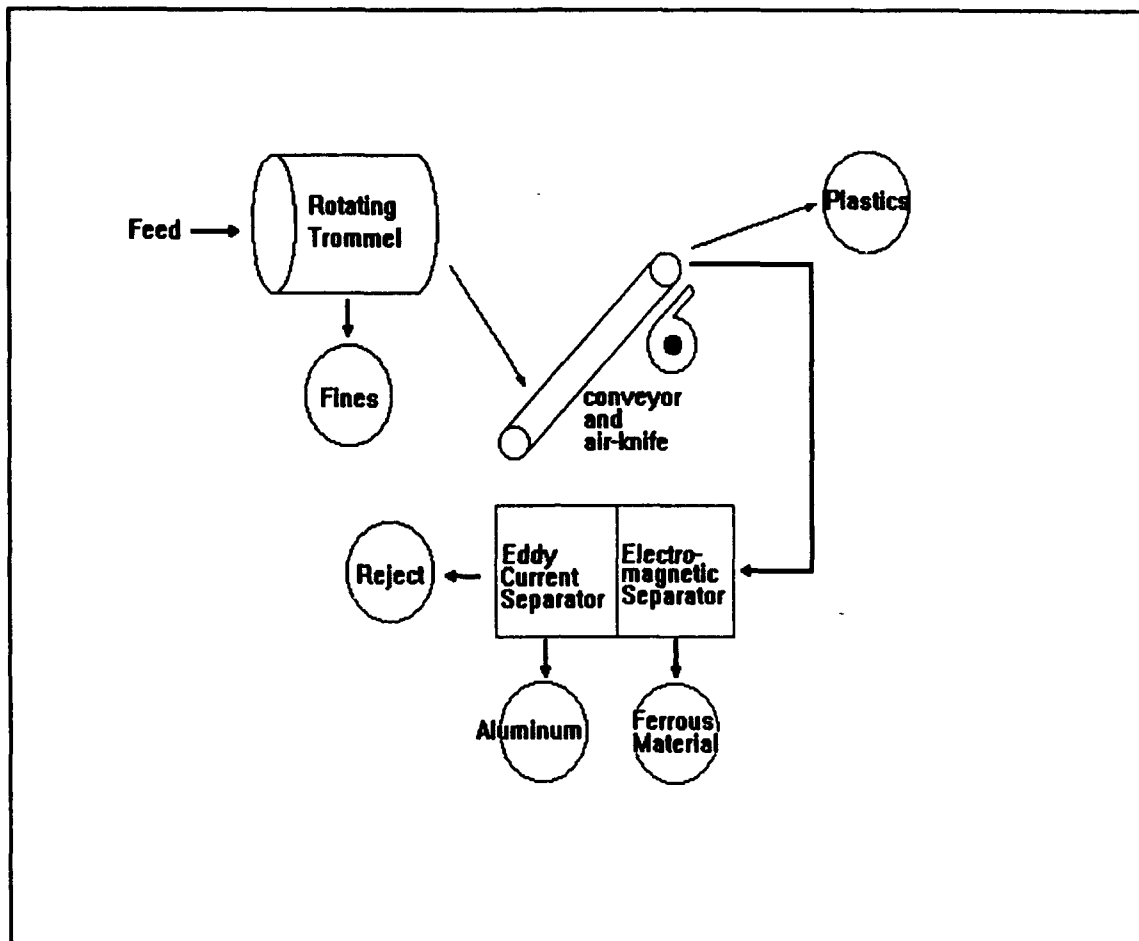 Feed
Rotating
Trommel
Fines
Plastics
conveyor
and
air-knife
Electro-
magnetic
Separator
Eddy
Current
Separator
Reject
Aluminum
Ferrous
Material